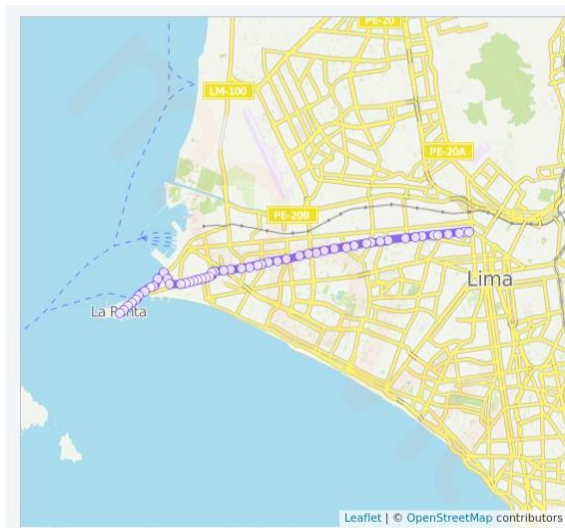 PE-20
LM-100
PE-20A
PE-20B
Lima
La Punta
Leaflet | © OpenStreetMap contributors